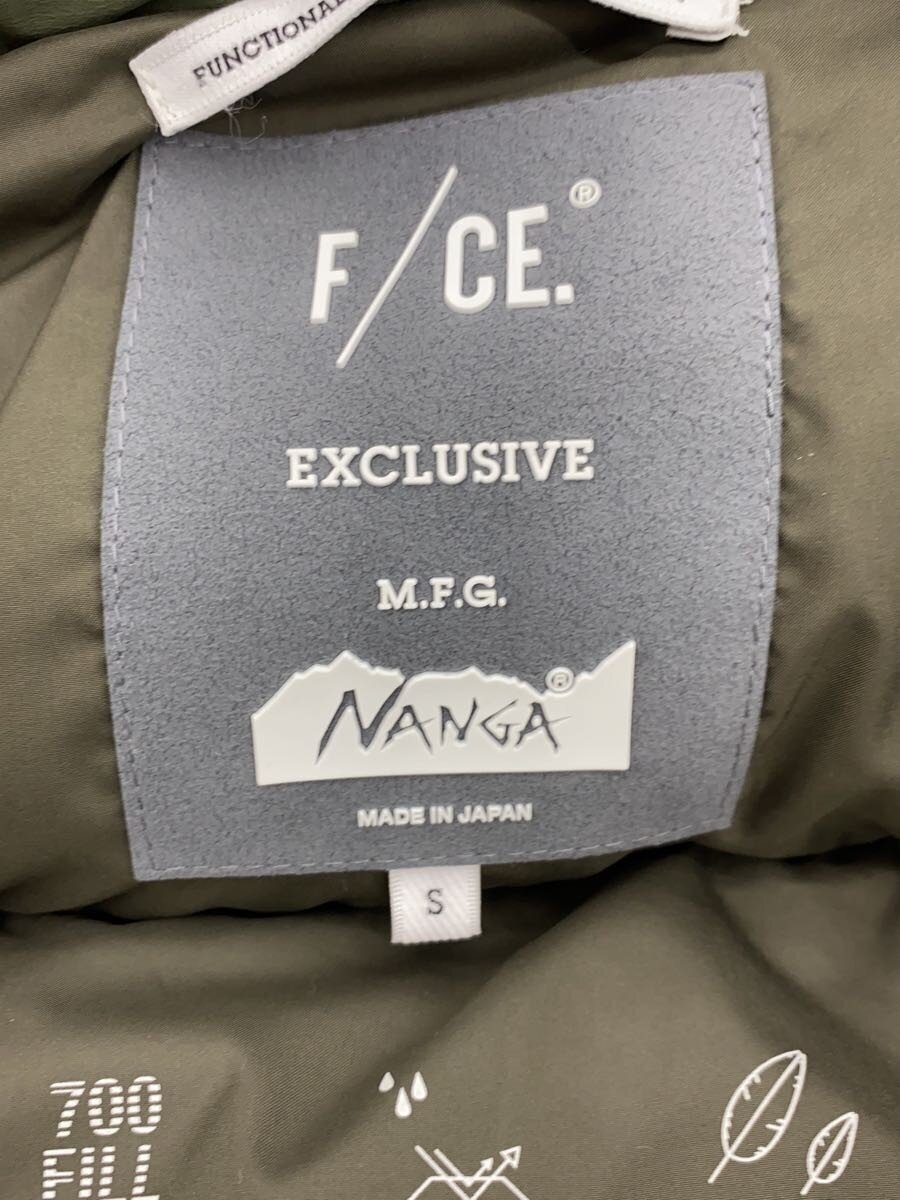 FUNCTIONAL
F/CE.®
EXCLUSIVE
M.F.G.
NANGA®
MADE IN JAPAN
S
700
FILL